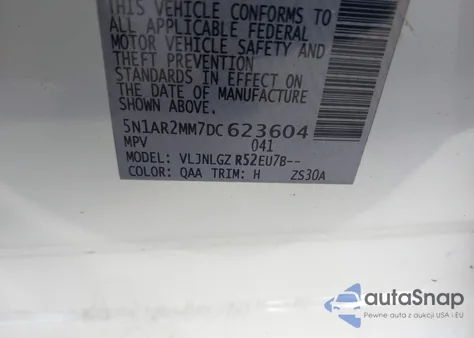 THIS VEHICLE CONFORMS TO
ALL APPLICABLE FEDERAL
MOTOR VEHICLE SAFETY AND
THEFT PREVENTION
STANDARDS IN EFFECT ON
THE DATE OF MANUFACTURE
SHOWN ABOVE.
5N1AR2MM7DC623604
MPV 041
MODEL: VLJNLGZ R52EU7B--
COLOR: QAA TRIM: H ZS30A
autaSnap
Pewne auta z aukcji USA i EU